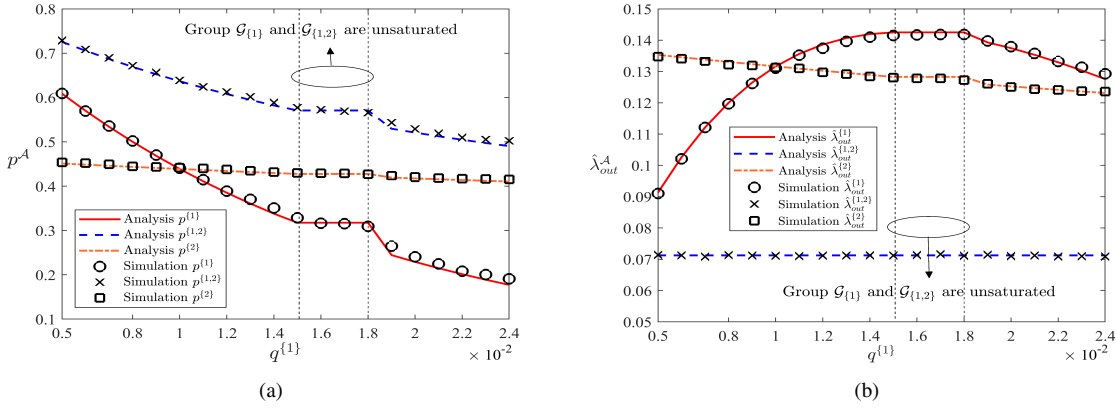 0.8
0.7
0.6
0.5
0.4
0.3
0.2
0.1
p^𝒜
Group 𝒢_{1} and 𝒢_{1,2} are unsaturated
Analysis p^{1}
Analysis p^{1,2}
Analysis p^{2}
Simulation p^{1}
Simulation p^{1,2}
Simulation p^{2}
0.5 0.8 1.0 1.2 1.4 1.6 1.8 2.0 2.2 2.4
q^{1}
× 10^-2
(a)
0.15
0.14
0.13
0.12
0.11
0.1
0.09
0.08
0.07
0.06
0.05
λ̂^𝒜_out
Analysis λ̂^{1}_out
Analysis λ̂^{1,2}_out
Analysis λ̂^{2}_out
Simulation λ̂^{1}_out
Simulation λ̂^{1,2}_out
Simulation λ̂^{2}_out
Group 𝒢_{1} and 𝒢_{1,2} are unsaturated
0.5 0.8 1.0 1.2 1.4 1.6 1.8 2.0 2.2 2.4
q^{1}
× 10^-2
(b)